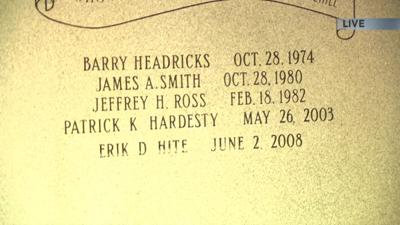 CHILL
LIVE
BARRY HEADRICKS OCT. 28, 1974
JAMES A. SMITH OCT. 28, 1980
JEFFREY H. ROSS FEB. 18, 1982
PATRICK K HARDESTY MAY 26, 2003
ERIK D HITE JUNE 2, 2008